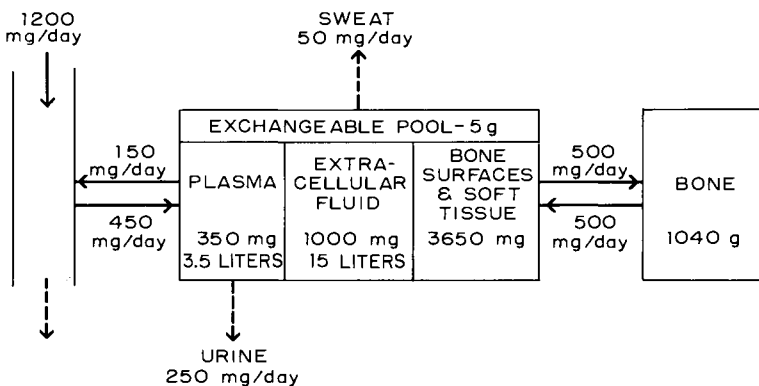 1200
mg/day
SWEAT
50 mg/day
EXCHANGEABLE POOL-5g
150
mg/day
450
mg/day
PLASMA
350 mg
3.5 LITERS
EXTRA-
CELLULAR
FLUID
1000 mg
15 LITERS
BONE
SURFACES
& SOFT
TISSUE
3650 mg
500
mg/day
500
mg/day
BONE
1040 g
URINE
250 mg/day